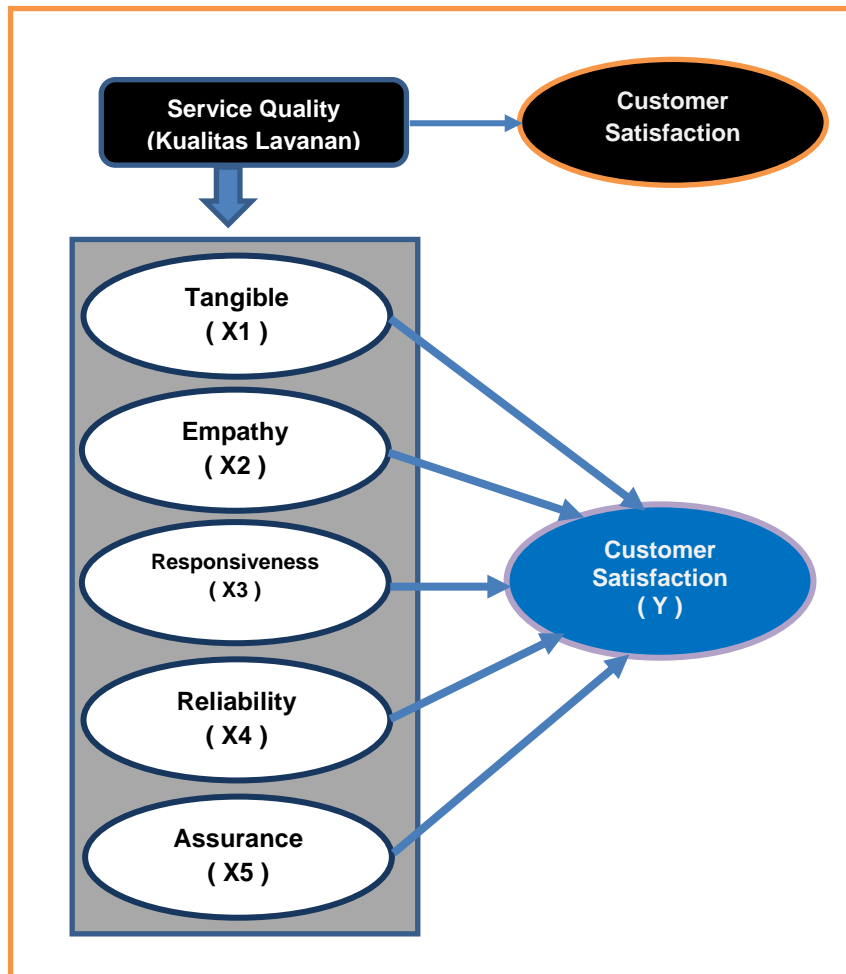 Service Quality
(Kualitas Layanan)
Customer
Satisfaction
Tangible
( X1 )
Empathy
( X2 )
Responsiveness
( X3 )
Reliability
( X4 )
Assurance
( X5 )
Customer
Satisfaction
( Y )